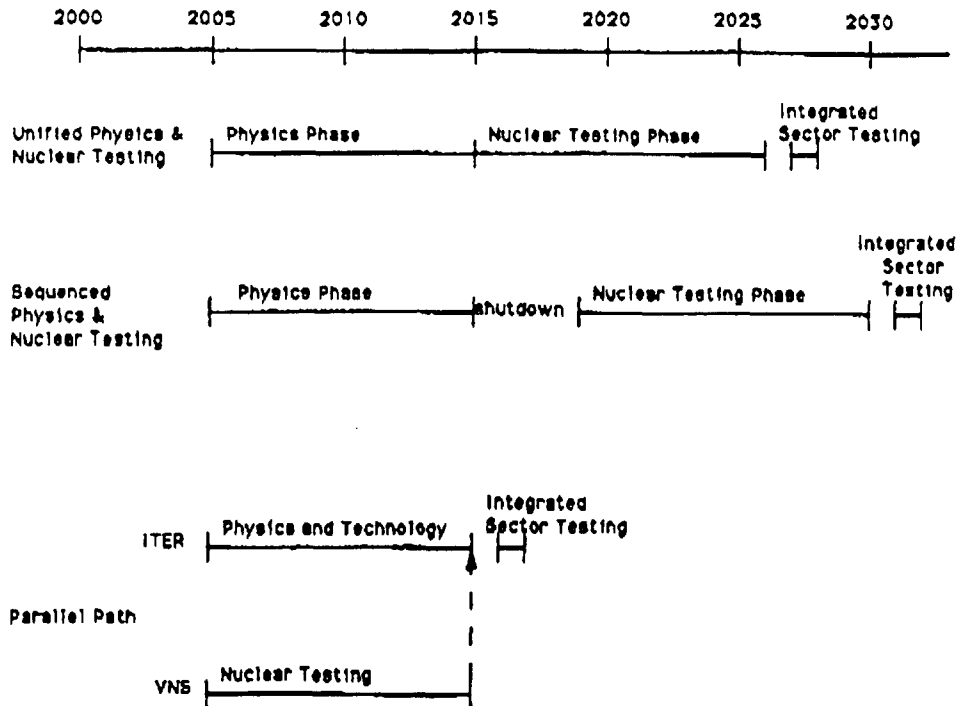 2000 2005 2010 2015 2020 2025 2030
Unified Physics &
Nuclear Testing
Physics Phase
Nuclear Testing Phase
Integrated
Sector Testing
Sequenced
Physics &
Nuclear Testing
Physics Phase
shutdown
Nuclear Testing Phase
Integrated
Sector
Testing
Parallel Path
ITER
Physics and Technology
Integrated
Sector Testing
VNS
Nuclear Testing